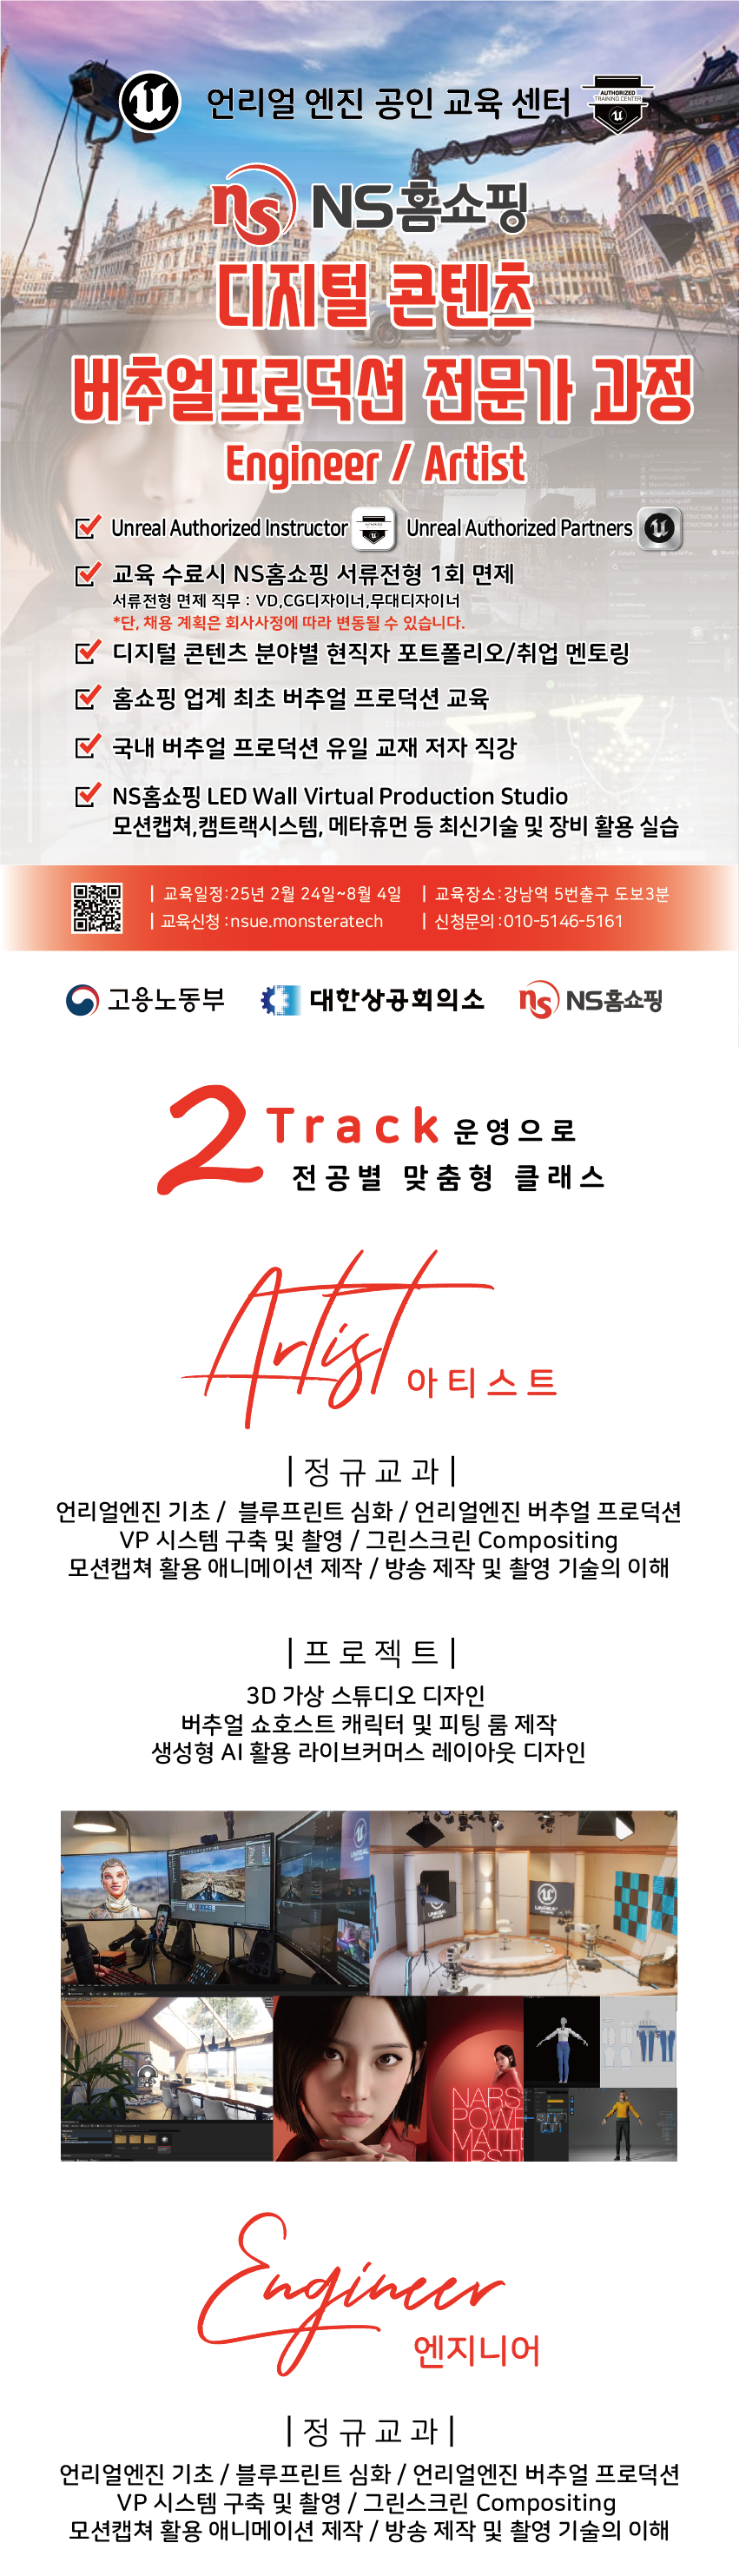 언리얼 엔진 공인 교육 센터
AUTHORIZED
TRAINING CENTER
ns NS홈쇼핑
디지털 콘텐츠
버추얼프로덕션 전문가 과정
Engineer / Artist
Unreal Authorized Instructor Unreal Authorized Partners
교육 수료시 NS홈쇼핑 서류전형 1회 면제
서류전형 면제 직무 : VD,CG디자이너,무대디자이너
*단, 채용 계획은 회사사정에 따라 변동될 수 있습니다.
디지털 콘텐츠 분야별 현직자 포트폴리오/취업 멘토링
홈쇼핑 업계 최초 버추얼 프로덕션 교육
국내 버추얼 프로덕션 유일 교재 저자 직강
NS홈쇼핑 LED Wall Virtual Production Studio
모션캡쳐,캠트랙시스템, 메타휴먼 등 최신기술 및 장비 활용 실습
| 교육일정:25년 2월 24일~8월 4일 | 교육장소:강남역 5번출구 도보3분
| 교육신청 :nsue.monsteratech | 신청문의 :010-5146-5161
고용노동부 대한상공회의소 ns NS홈쇼핑
2 Track 운영으로
전공별 맞춤형 클래스
Artist 아티스트
|정규교과|
언리얼엔진 기초 / 블루프린트 심화 / 언리얼엔진 버추얼 프로덕션
VP 시스템 구축 및 촬영 / 그린스크린 Compositing
모션캡쳐 활용 애니메이션 제작 / 방송 제작 및 촬영 기술의 이해
|프로젝트|
3D 가상 스튜디오 디자인
버추얼 쇼호스트 캐릭터 및 피팅 룸 제작
생성형 AI 활용 라이브커머스 레이아웃 디자인
NARS
POWE
MATTE
LIPSTI
Engineer
엔지니어
|정규교과|
언리얼엔진 기초 / 블루프린트 심화 / 언리얼엔진 버추얼 프로덕션
VP 시스템 구축 및 촬영 / 그린스크린 Compositing
모션캡쳐 활용 애니메이션 제작 / 방송 제작 및 촬영 기술의 이해